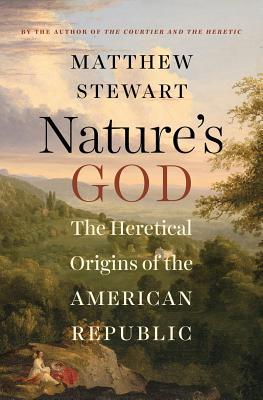 BY THE AUTHOR OF THE COURTIER AND THE HERETIC
MATTHEW
STEWART
Nature's
GOD
The Heretical
Origins of the
AMERICAN
REPUBLIC